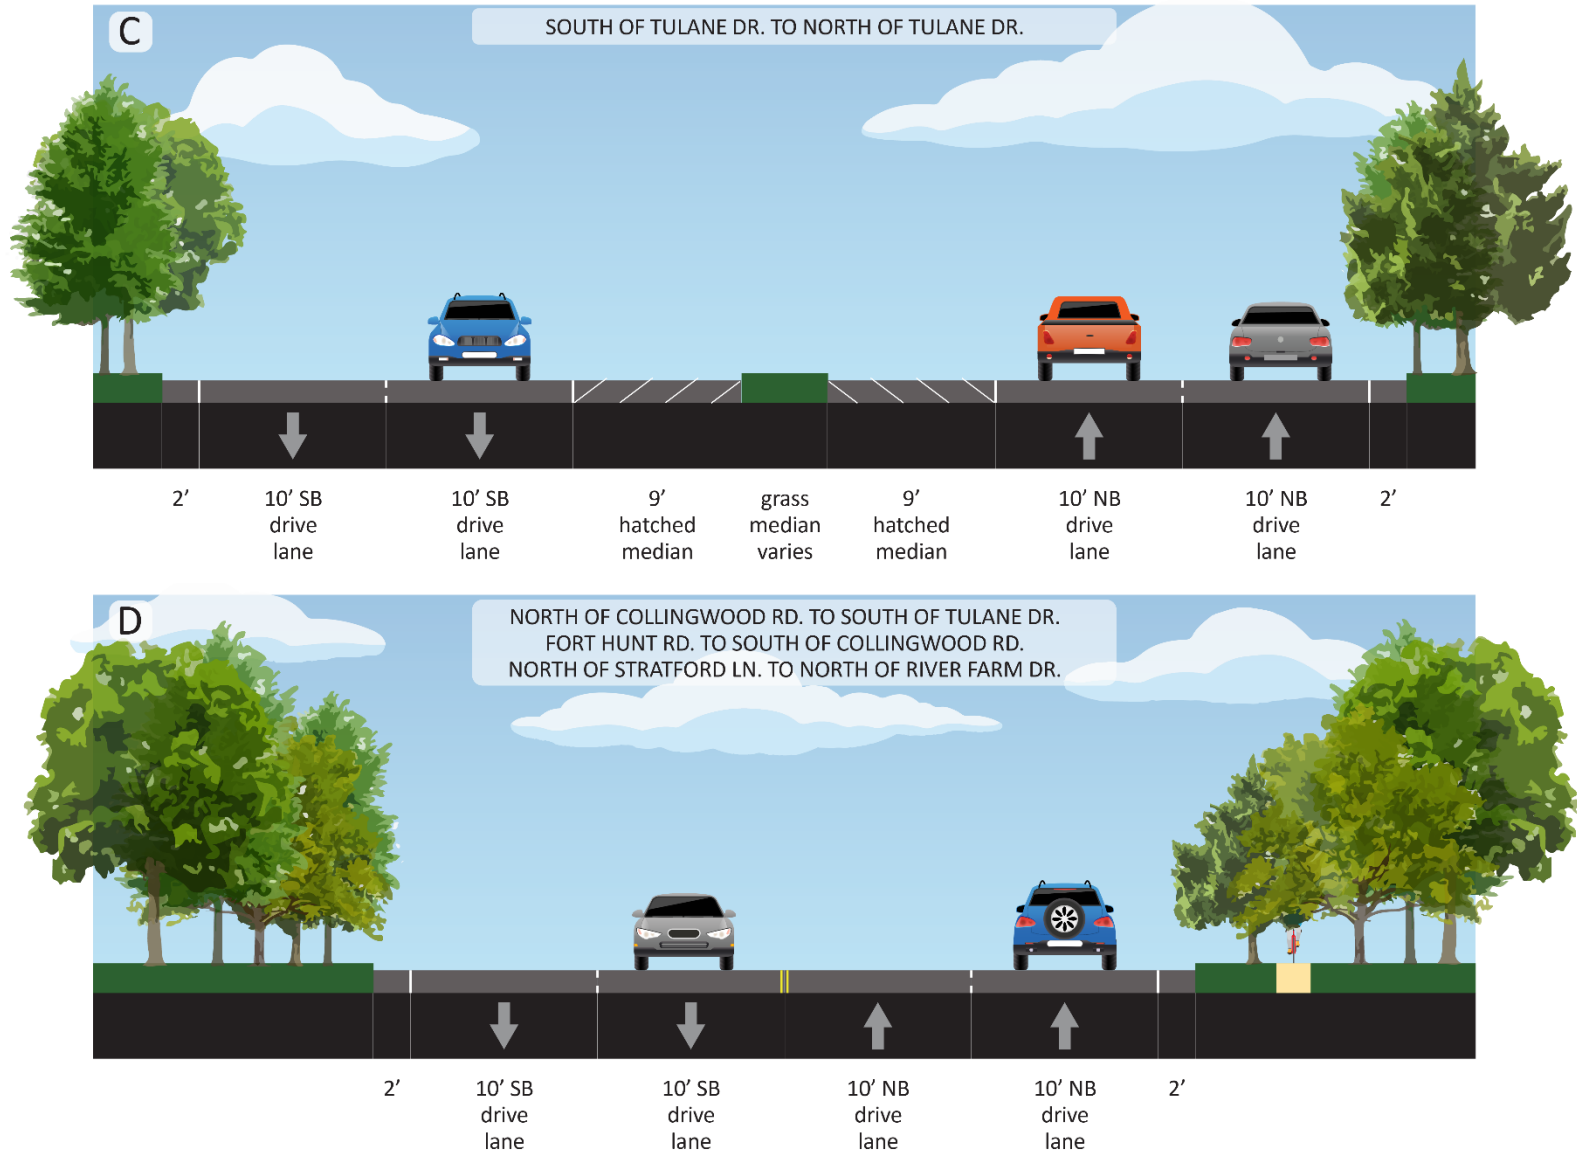 C
SOUTH OF TULANE DR. TO NORTH OF TULANE DR.
2’
10’ SB
drive
lane
10’ SB
drive
lane
9’
hatched
median
grass
median
varies
9’
hatched
median
10’ NB
drive
lane
10’ NB
drive
lane
2’
D
NORTH OF COLLINGWOOD RD. TO SOUTH OF TULANE DR.
FORT HUNT RD. TO SOUTH OF COLLINGWOOD RD.
NORTH OF STRATFORD LN. TO NORTH OF RIVER FARM DR.
2’
10’ SB
drive
lane
10’ SB
drive
lane
10’ NB
drive
lane
10’ NB
drive
lane
2’